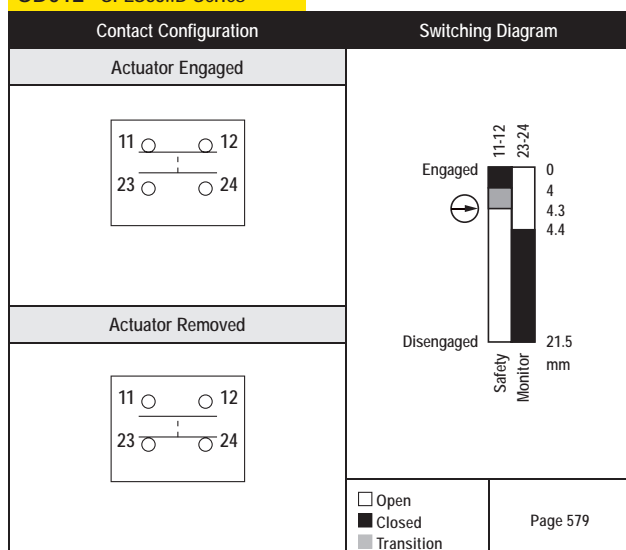 Contact Configuration
Switching Diagram
Actuator Engaged
11 12
23 24
Actuator Removed
11 12
23 24
11-12
23-24
Engaged
0
4
4.3
4.4
Disengaged
21.5
mm
Safety
Monitor
Open
Closed
Transition
Page 579